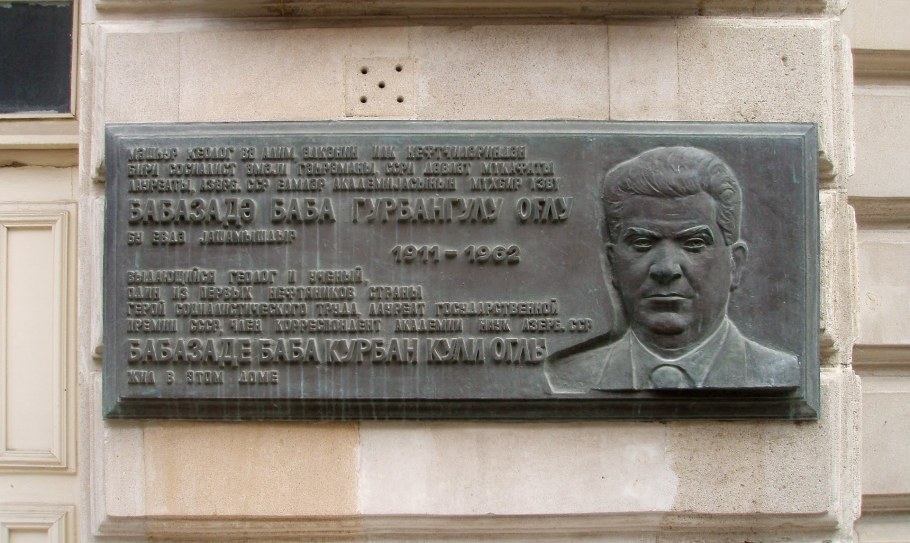 МӘШҺУР ҜЕОЛОГ ВӘ АЛИМ, ӨЛКӘНИН ИЛК НЕФТЧИЛӘРИНДӘН
БИРИ СОСИАЛИСТ ӘМӘЈИ ГӘҺРӘМАНЫ, ССРИ ДӨВЛӘТ МҮКАФАТЫ
ЛАУРЕАТЫ, АЗӘРБ. ССР ЕЛМЛӘР АКАДЕМИЈАСЫНЫН МҮХБИР ҮЗВҮ
БАБАЗАДӘ БАБА ГУРБАНГУЛУ ОҒЛУ
БУ ЕВДӘ ЈАШАМЫШДЫР
1911 – 1962
ВЫДАЮЩИЙСЯ ГЕОЛОГ И УЧЕНЫЙ,
ОДИН ИЗ ПЕРВЫХ НЕФТЯНИКОВ СТРАНЫ
ГЕРОЙ СОЦИАЛИСТИЧЕСКОГО ТРУДА, ЛАУРЕАТ ГОСУДАРСТВЕННОЙ
ПРЕМИИ СССР, ЧЛЕН КОРРЕСПОНДЕНТ АКАДЕМИИ НАУК АЗЕРБ. ССР
БАБАЗАДЕ БАБА КУРБАН КУЛИ ОГЛЫ
ЖИЛ В ЭТОМ ДОМЕ